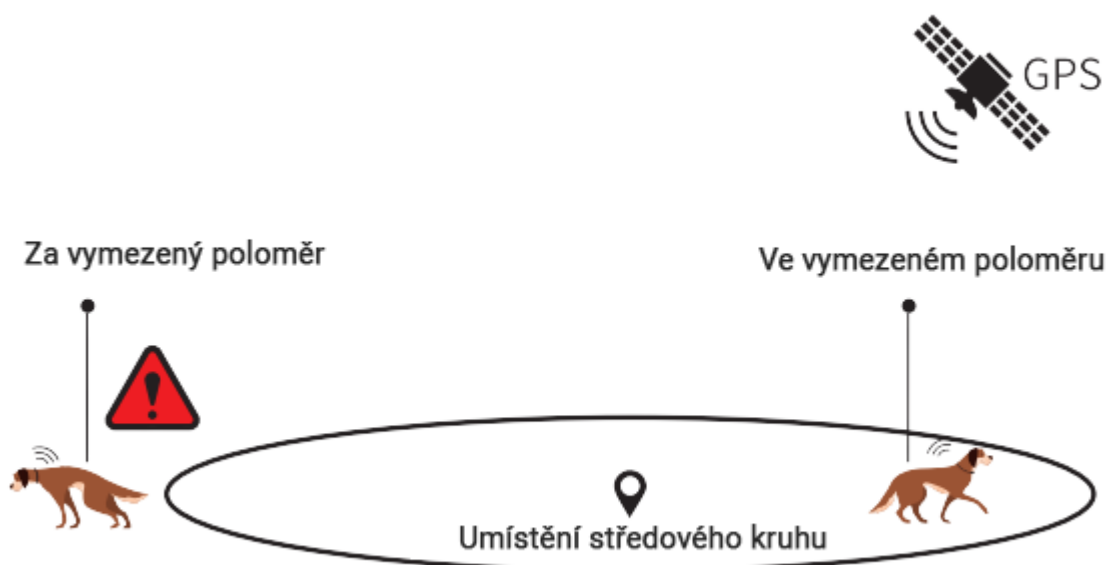 GPS
Za vymezený poloměr
Ve vymezeném poloměru
Umístění středového kruhu